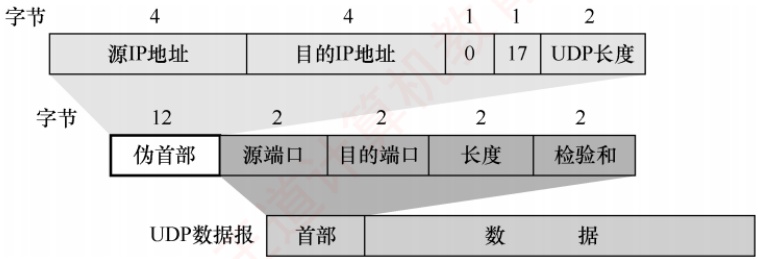 字节 4 4 1 1 2
源IP地址 目的IP地址 0 17 UDP长度
字节 12 2 2 2 2
伪首部 源端口 目的端口 长度 检验和
UDP数据报 首部 数 据